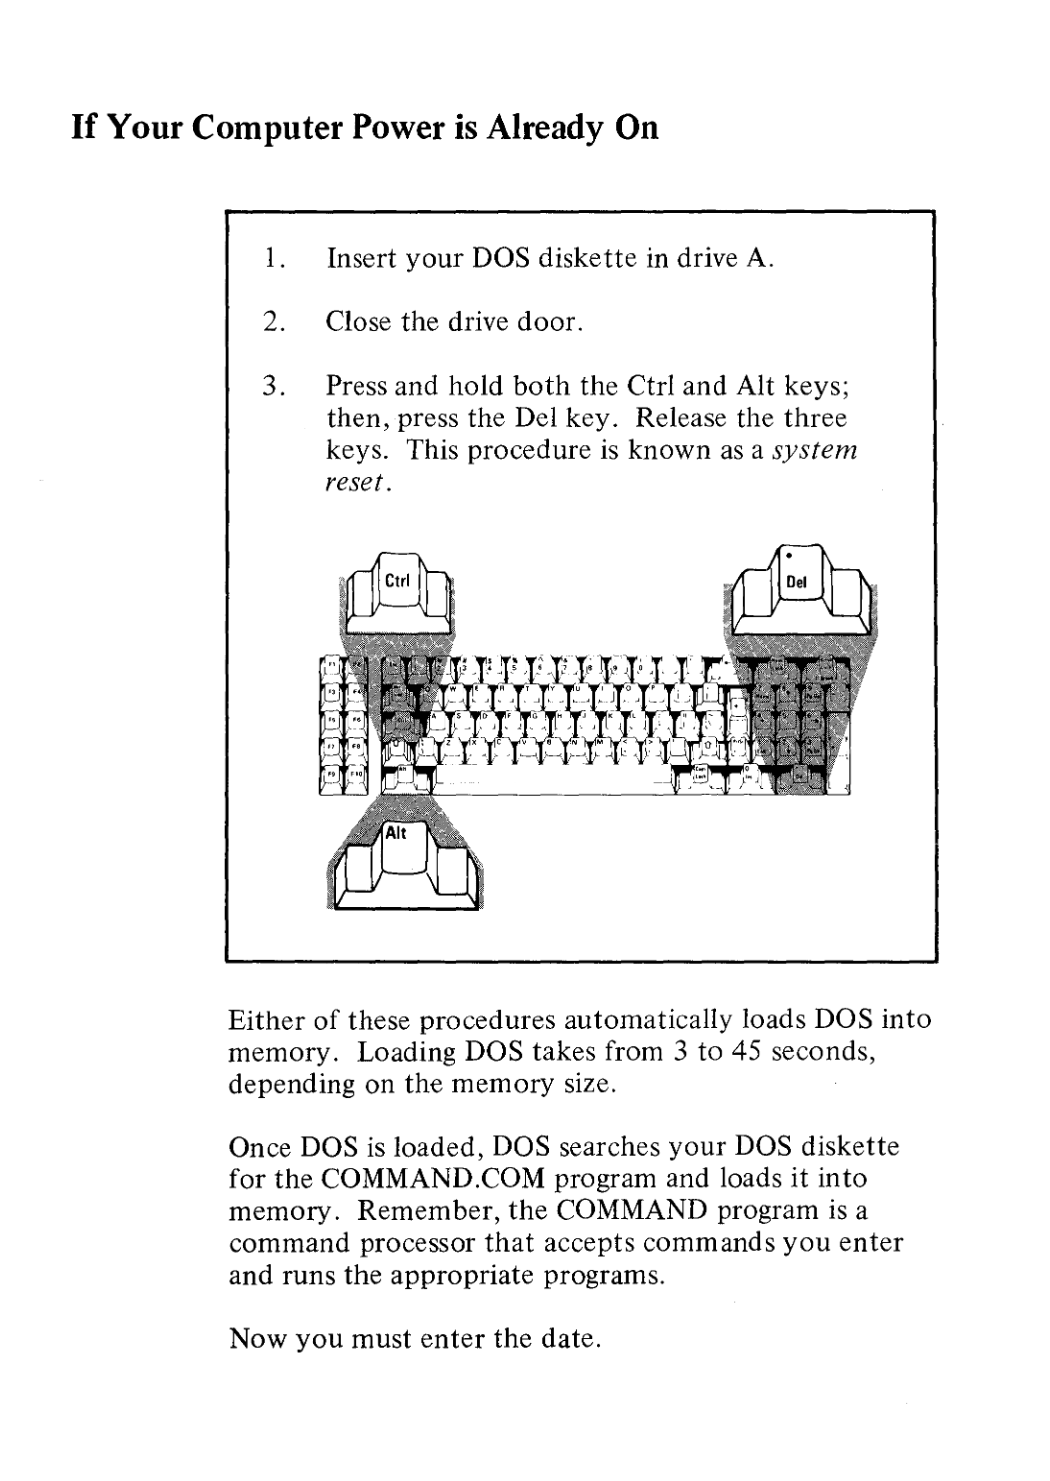 If Your Computer Power is Already On
1. Insert your DOS diskette in drive A.
2. Close the drive door.
3. Press and hold both the Ctrl and Alt keys;
then, press the Del key. Release the three
keys. This procedure is known as a system
reset.
Ctrl
Del
Alt
Either of these procedures automatically loads DOS into
memory. Loading DOS takes from 3 to 45 seconds,
depending on the memory size.
Once DOS is loaded, DOS searches your DOS diskette
for the COMMAND.COM program and loads it into
memory. Remember, the COMMAND program is a
command processor that accepts commands you enter
and runs the appropriate programs.
Now you must enter the date.